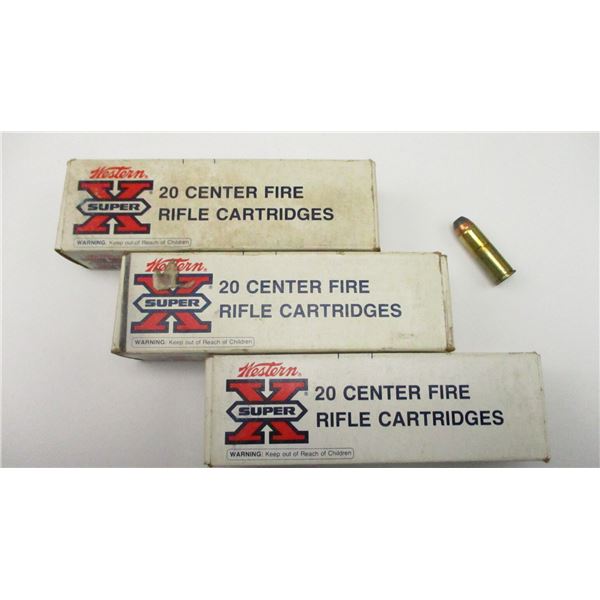 Western
X
SUPER
®
20 CENTER FIRE
RIFLE CARTRIDGES
WARNING: Keep out of Reach of Children
Western
X
SUPER
®
20 CENTER FIRE
RIFLE CARTRIDGES
WARNING: Keep out of Reach of Children
Western
X
SUPER
®
20 CENTER FIRE
RIFLE CARTRIDGES
WARNING: Keep out of Reach of Children